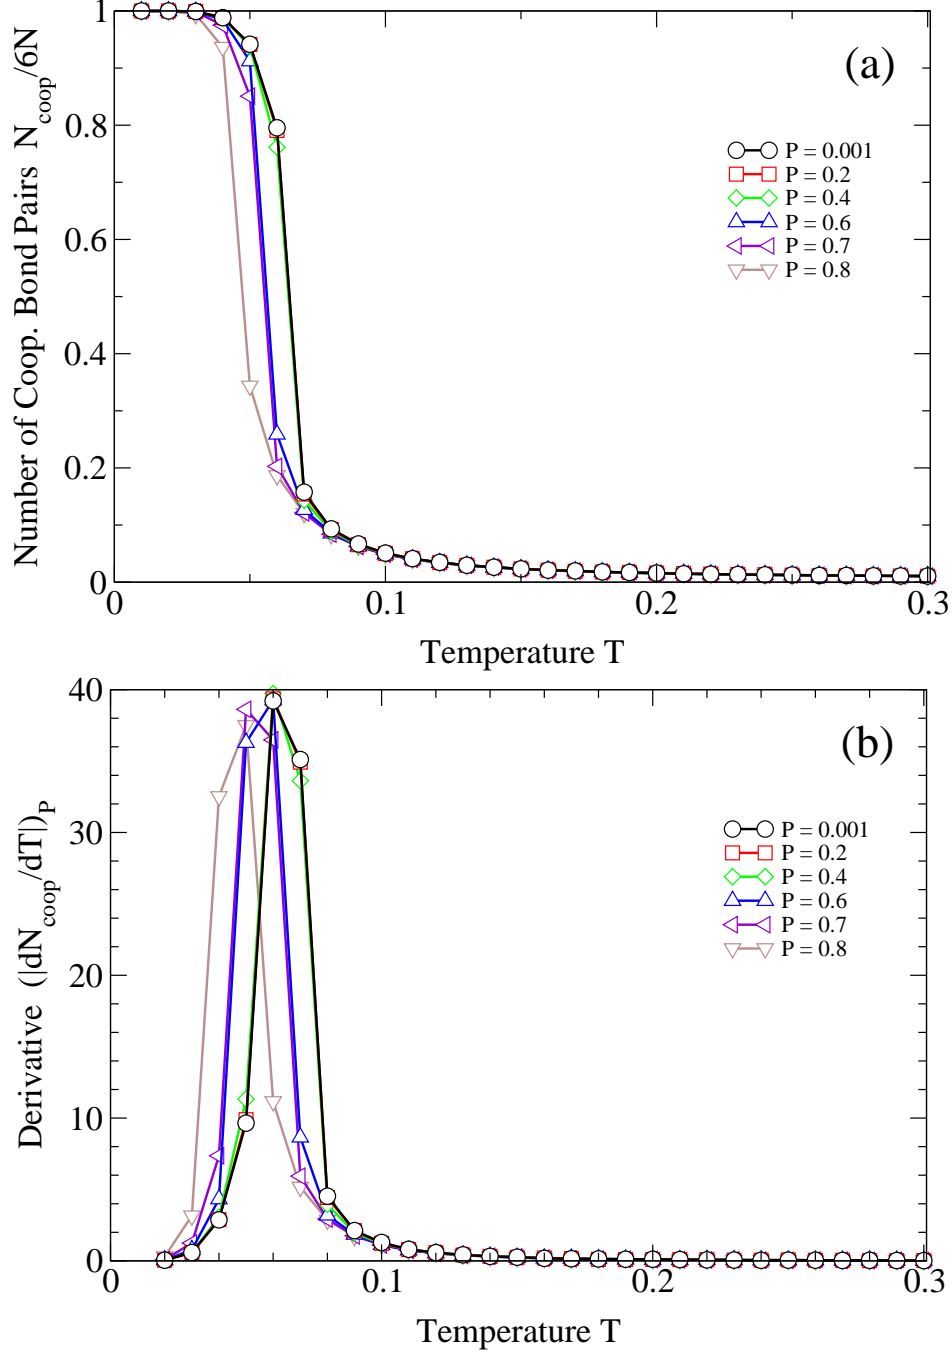 1
0.8
0.6
0.4
0.2
0
0
0.1
0.2
0.3
Number of Coop. Bond Pairs N_coop/6N
(a)
P = 0.001
P = 0.2
P = 0.4
P = 0.6
P = 0.7
P = 0.8
Temperature T
40
30
20
10
0
0
0.1
0.2
0.3
Derivative (|dN_coop/dT|)_P
(b)
P = 0.001
P = 0.2
P = 0.4
P = 0.6
P = 0.7
P = 0.8
Temperature T